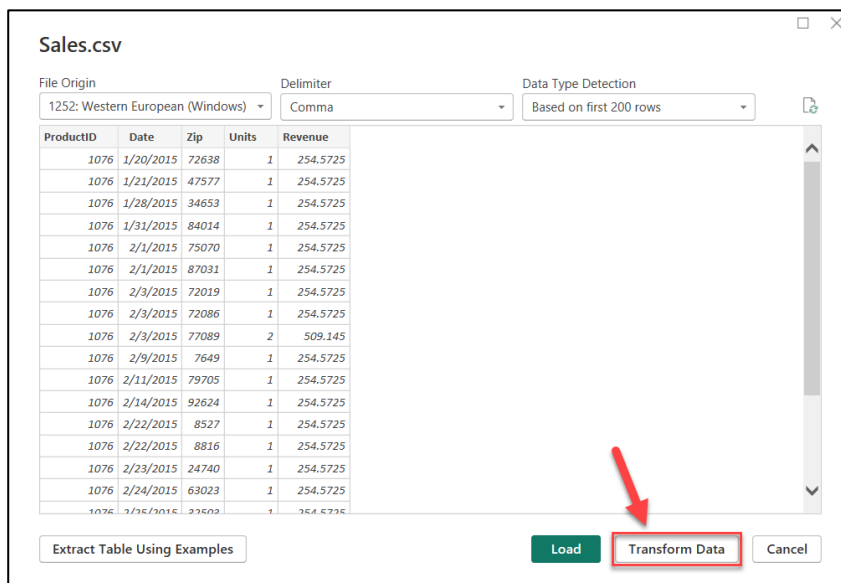 Sales.csv
File Origin Delimiter Data Type Detection
1252: Western European (Windows) Comma Based on first 200 rows
ProductID Date Zip Units Revenue
1076 1/20/2015 72638 1 254.5725
1076 1/21/2015 47577 1 254.5725
1076 1/28/2015 34653 1 254.5725
1076 1/31/2015 84014 1 254.5725
1076 2/1/2015 75070 1 254.5725
1076 2/1/2015 87031 1 254.5725
1076 2/3/2015 72019 1 254.5725
1076 2/3/2015 72086 1 254.5725
1076 2/3/2015 77089 2 509.145
1076 2/9/2015 7649 1 254.5725
1076 2/11/2015 79705 1 254.5725
1076 2/14/2015 92624 1 254.5725
1076 2/22/2015 8527 1 254.5725
1076 2/22/2015 8816 1 254.5725
1076 2/23/2015 24740 1 254.5725
1076 2/24/2015 63023 1 254.5725
1076 2/25/2015 32503 1 254.5725
Extract Table Using Examples Load Transform Data Cancel